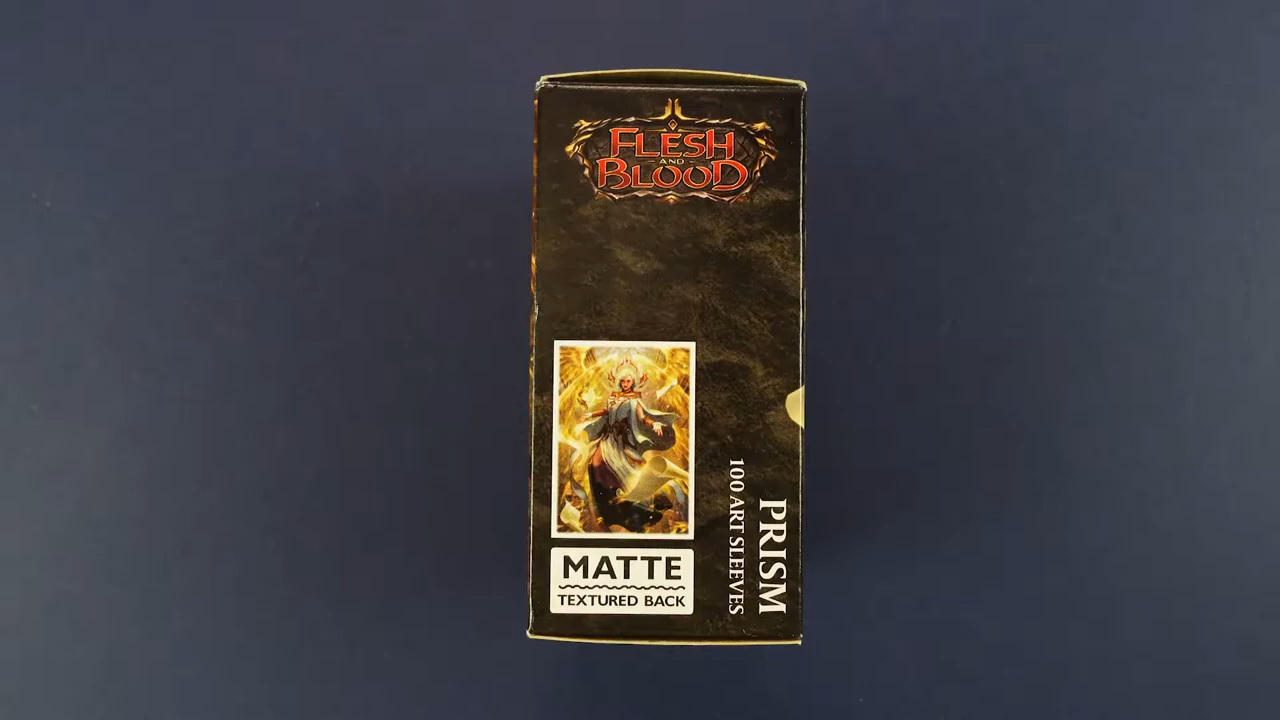 FLESH
AND
BLOOD
MATTE
TEXTURED BACK
PRISM
100 ART SLEEVES